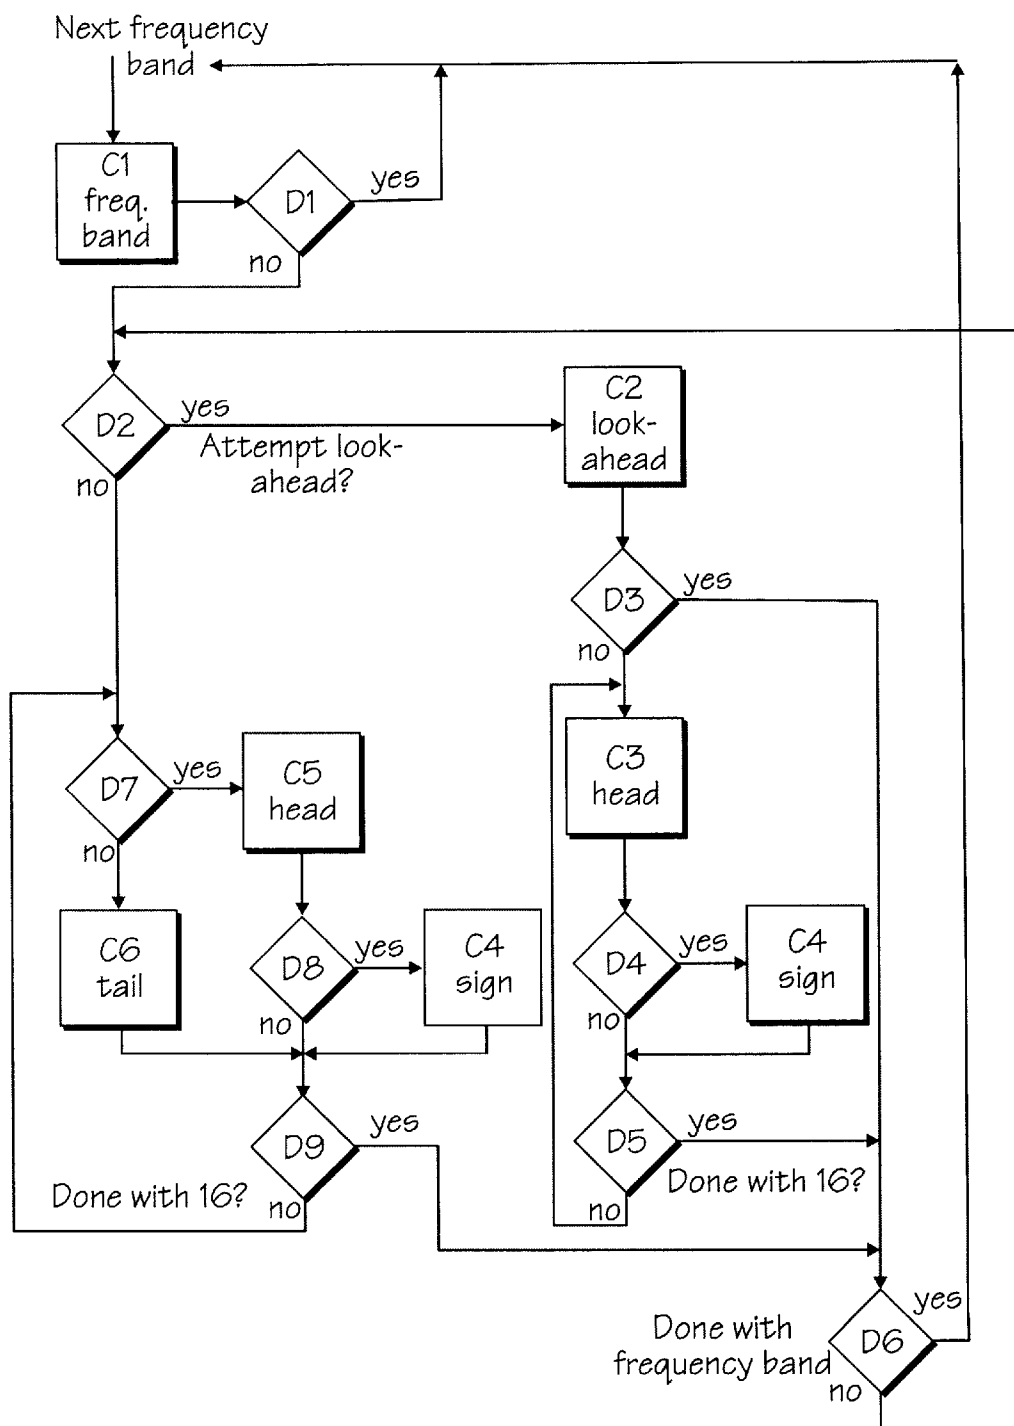 Next frequency
band
C1
freq.
band
D1
yes
no
D2
yes
Attempt look-
ahead?
no
C2
look-
ahead
D3
yes
no
D7
yes
no
C5
head
C3
head
C6
tail
D8
yes
no
C4
sign
D4
yes
no
C4
sign
D9
yes
Done with 16?
no
D5
yes
Done with 16?
no
Done with
frequency band
D6
yes
no